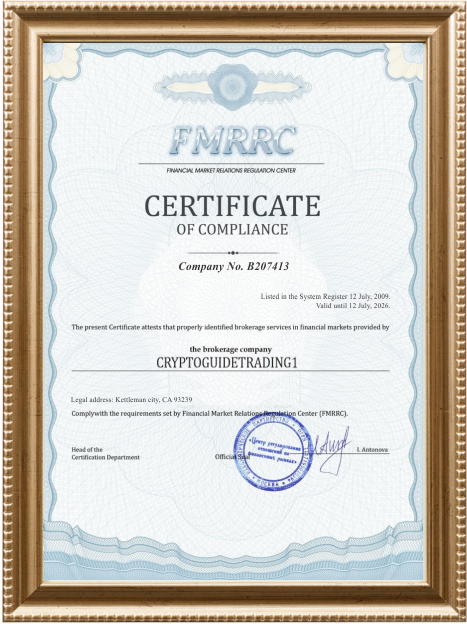 FMRRC
FINANCIAL MARKET RELATIONS REGULATION CENTER
CERTIFICATE
OF COMPLIANCE
Company No. B207413
Listed in the System Register 12 July, 2009.
Valid until 12 July, 2026.
The present Certificate attests that properly identified brokerage services in financial markets provided by
the brokerage company
CRYPTOGUIDETRADING1
Legal address: Kettleman city, CA 93239
Complywith the requirements set by Financial Market Relations Regulation Center (FMRRC).
«Центр регулирования
отношений на
финансовых рынках»
МОСКВА
Head of the
Certification Department
Official Seal
I. Antonova